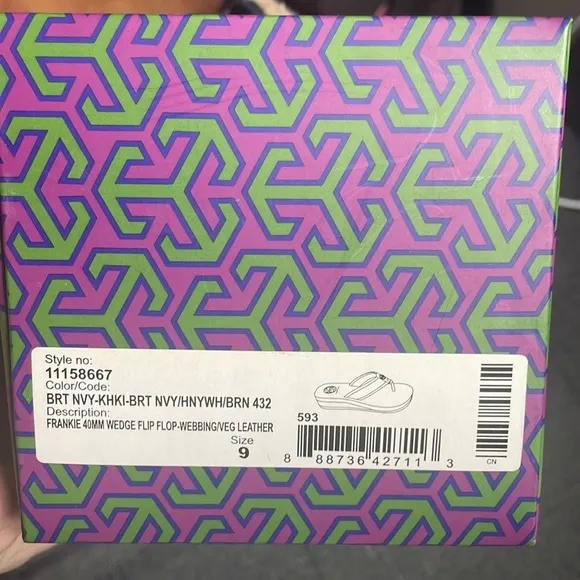 Style no:
11158667
Color/Code:
BRT NVY-KHKI-BRT NVY/HNYWH/BRN 432
Description:
FRANKIE 40MM WEDGE FLIP FLOP-WEBBING/VEG LEATHER
Size
9
593
8 88736 42711 3
CN